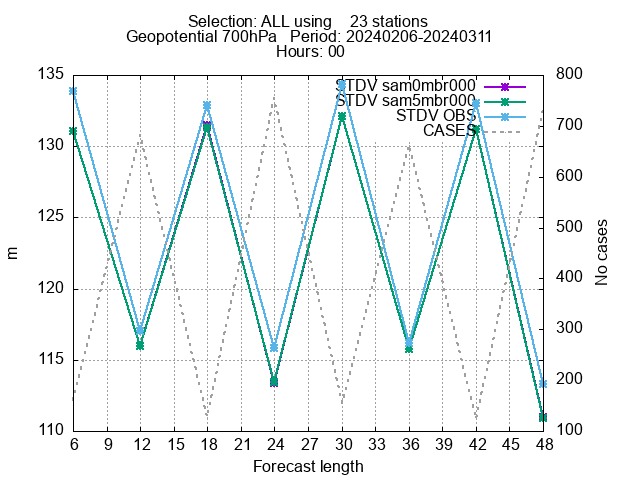 Selection: ALL using    23 stations
Geopotential 700hPa   Period: 20240206-20240311
Hours: 00
135 800
STDV sam0mbr000
STDV sam5mbr000
STDV OBS
CASES
130 700
600
125
500
m No cases
120 400
300
115
200
110 100
6 9 12 15 18 21 24 27 30 33 36 39 42 45 48
Forecast length